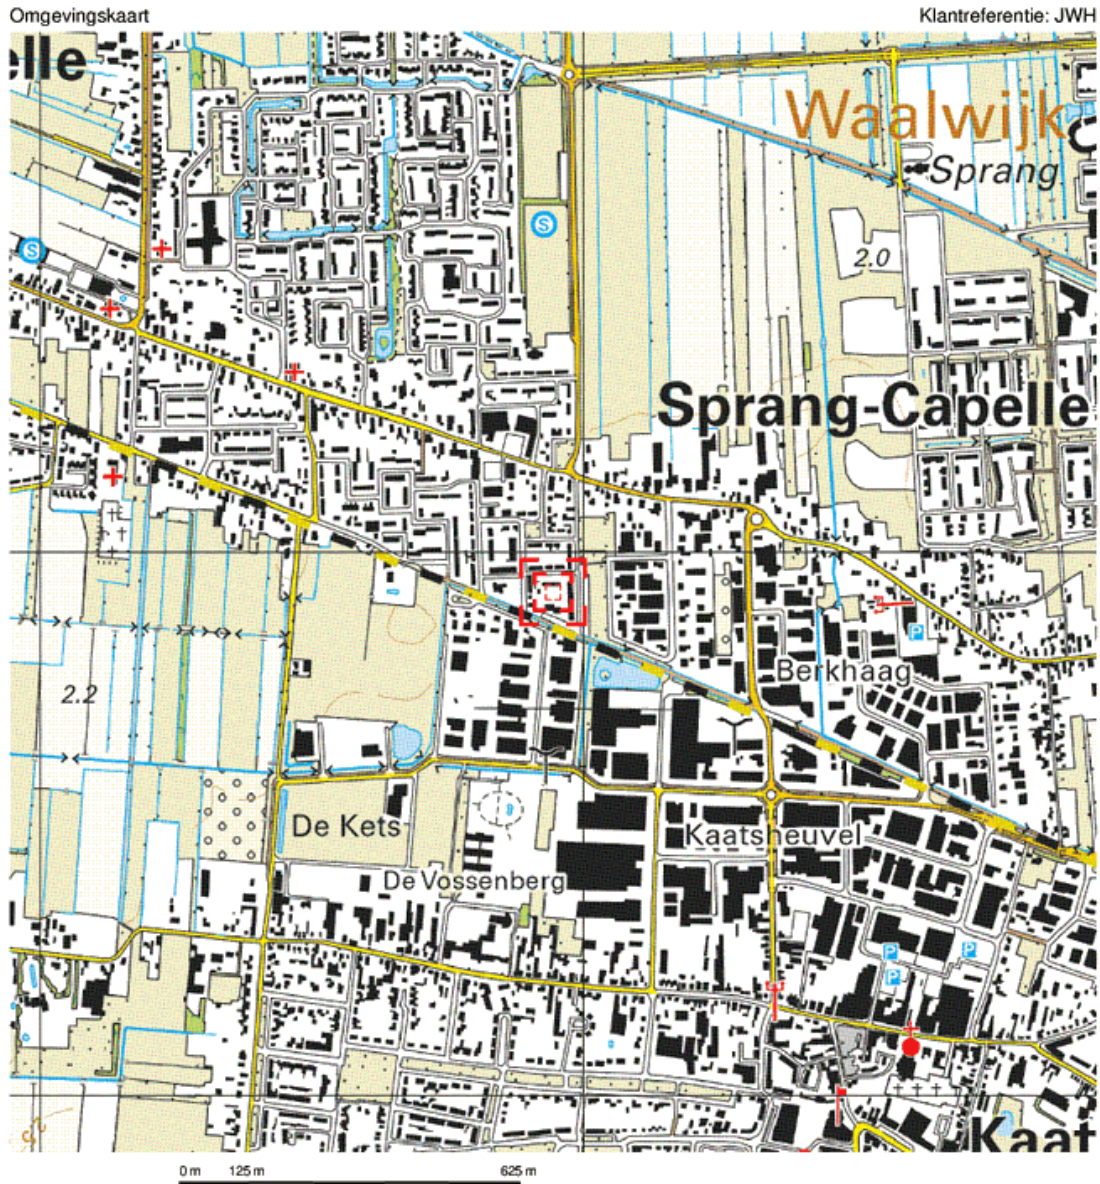 Omgevingskaart
Klantreferentie: JWH
elle
Waalwijk
C
Sprang
S
S
2.0
Sprang-Capelle
2.2
P
Berkhaag
De Kets
Kaatsheuvel
De Vossenberg
P
P
P
Kaat
0 m 125 m 625 m